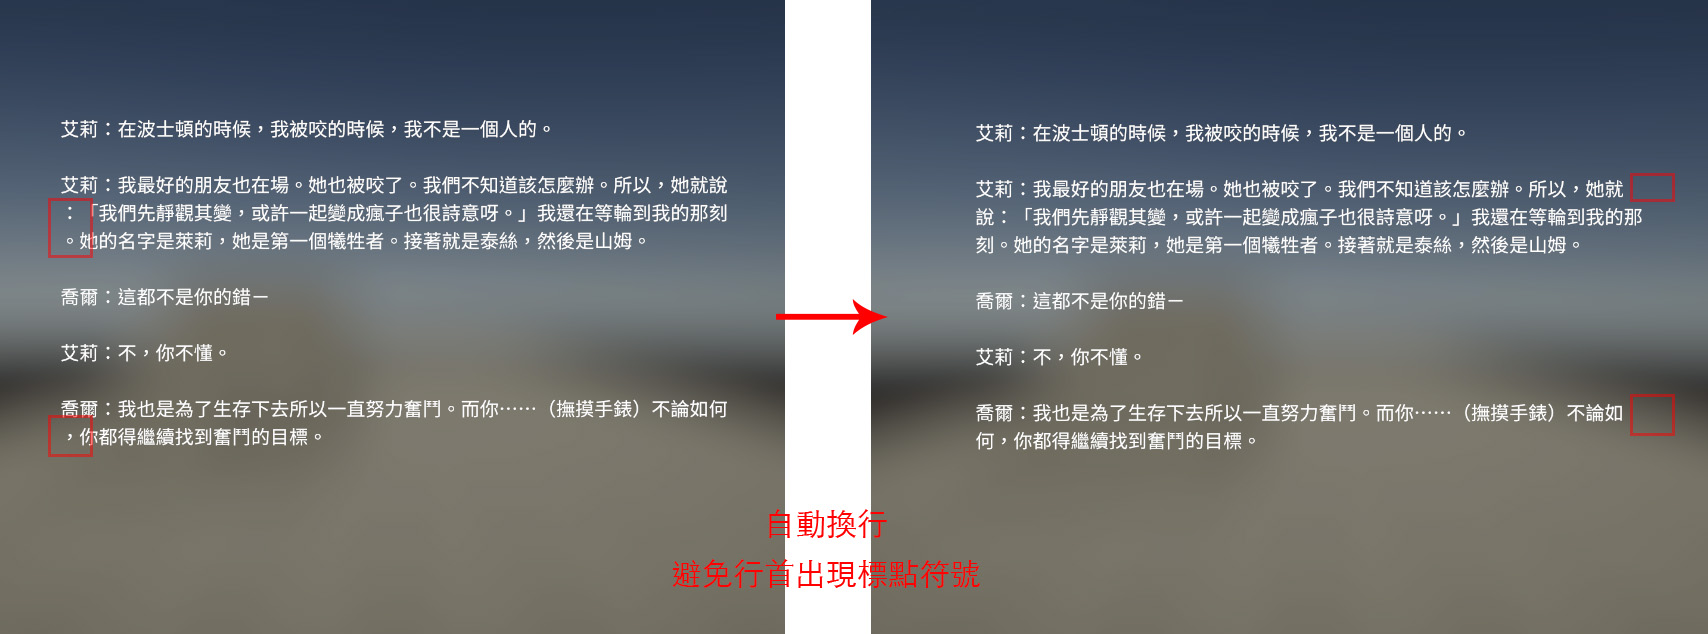 艾莉：在波士頓的時候，我被咬的時候，我不是一個人的。
艾莉：我最好的朋友也在場。她也被咬了。我們不知道該怎麼辦。所以，她就說
：「我們先靜觀其變，或許一起變成瘋子也很詩意呀。」我還在等輪到我的那刻
。她的名字是萊莉，她是第一個犧牲者。接著就是泰絲，然後是山姆。
喬爾：這都不是你的錯－
艾莉：不，你不懂。
喬爾：我也是為了生存下去所以一直努力奮鬥。而你……（撫摸手錶）不論如何
，你都得繼續找到奮鬥的目標。
艾莉：在波士頓的時候，我被咬的時候，我不是一個人的。
艾莉：我最好的朋友也在場。她也被咬了。我們不知道該怎麼辦。所以，她就
說：「我們先靜觀其變，或許一起變成瘋子也很詩意呀。」我還在等輪到我的那
刻。她的名字是萊莉，她是第一個犧牲者。接著就是泰絲，然後是山姆。
喬爾：這都不是你的錯－
艾莉：不，你不懂。
喬爾：我也是為了生存下去所以一直努力奮鬥。而你……（撫摸手錶）不論如
何，你都得繼續找到奮鬥的目標。
自動換行
避免行首出現標點符號